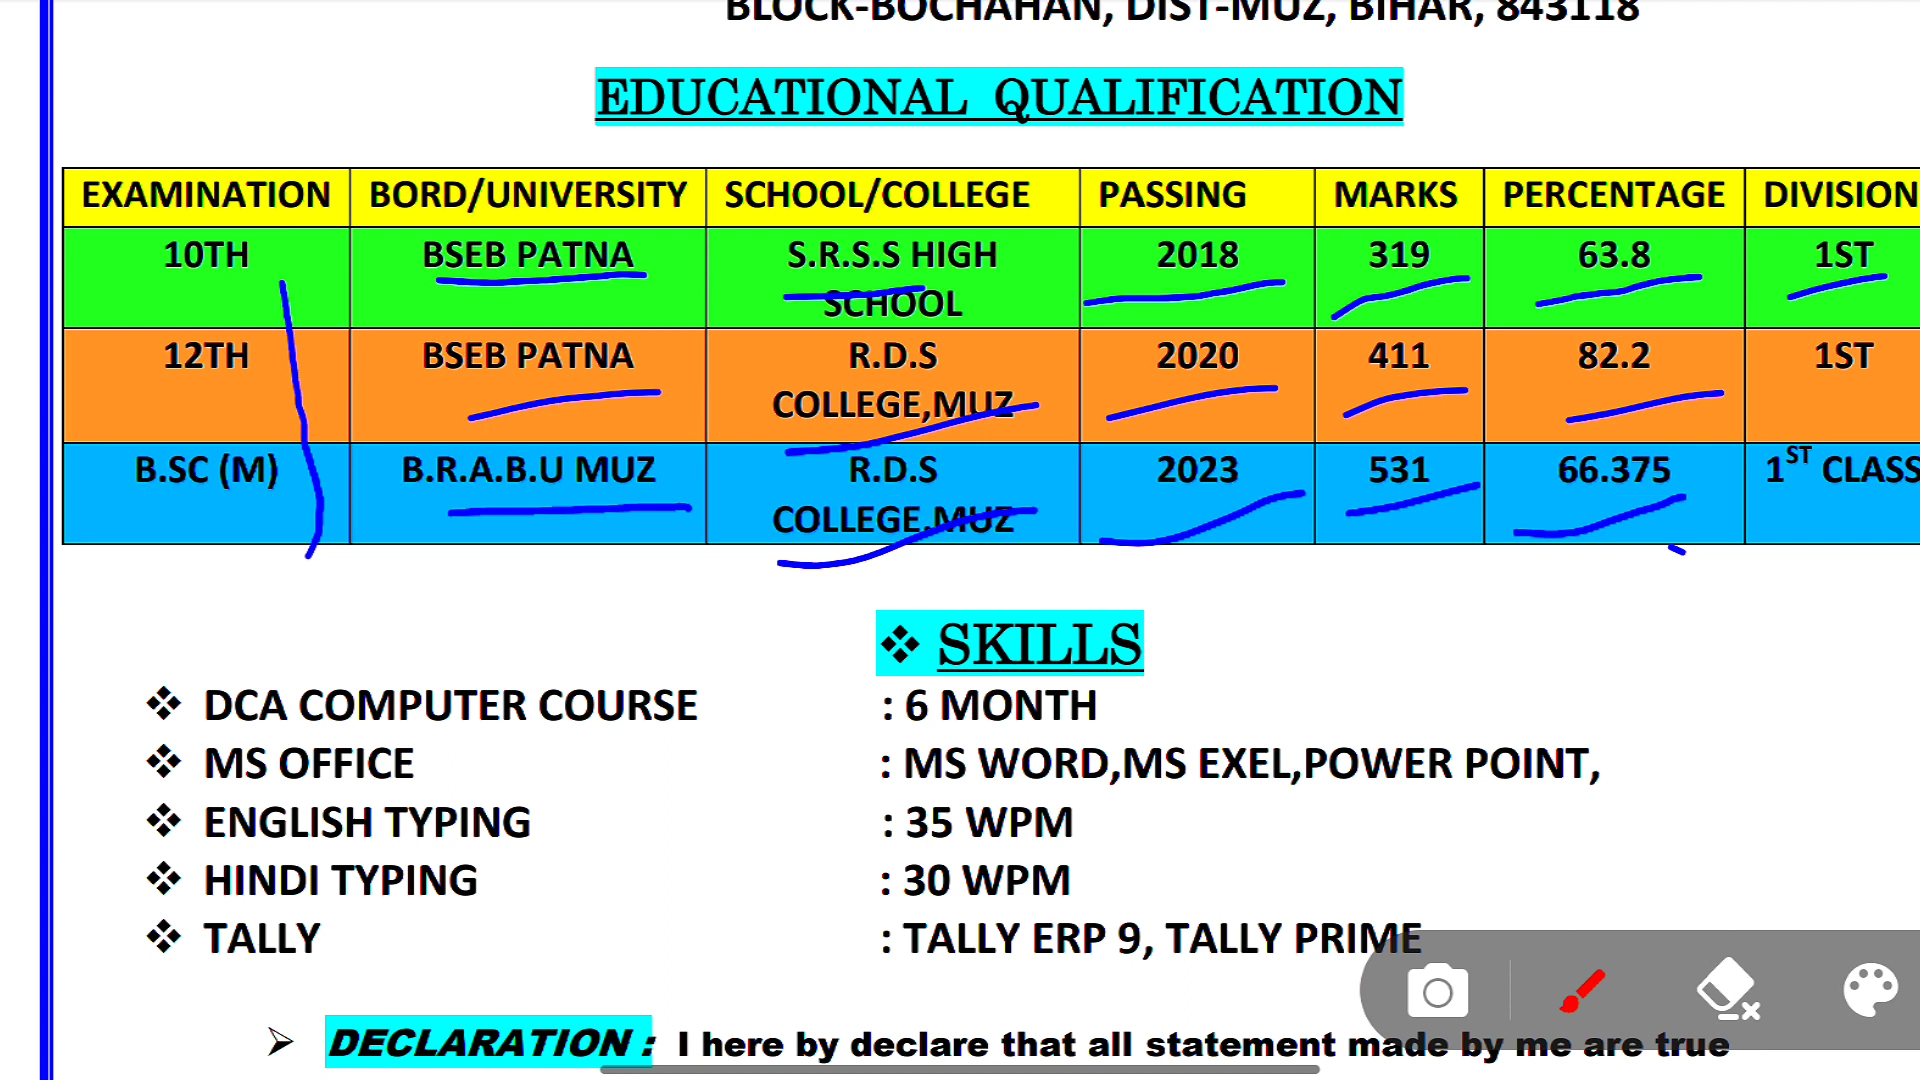 BLOCK-BOCHAHAN, DIST-MUZ, BIHAR, 843118
EDUCATIONAL QUALIFICATION
EXAMINATION BORD/UNIVERSITY SCHOOL/COLLEGE PASSING MARKS PERCENTAGE DIVISION
10TH BSEB PATNA S.R.S.S HIGH SCHOOL 2018 319 63.8 1ST
12TH BSEB PATNA R.D.S COLLEGE,MUZ 2020 411 82.2 1ST
B.SC (M) B.R.A.B.U MUZ R.D.S COLLEGE,MUZ 2023 531 66.375 1ST CLASS
❖ SKILLS
❖ DCA COMPUTER COURSE : 6 MONTH
❖ MS OFFICE : MS WORD,MS EXEL,POWER POINT,
❖ ENGLISH TYPING : 35 WPM
❖ HINDI TYPING : 30 WPM
❖ TALLY : TALLY ERP 9, TALLY PRIME
➢ DECLARATION : I here by declare that all statement made by me are true